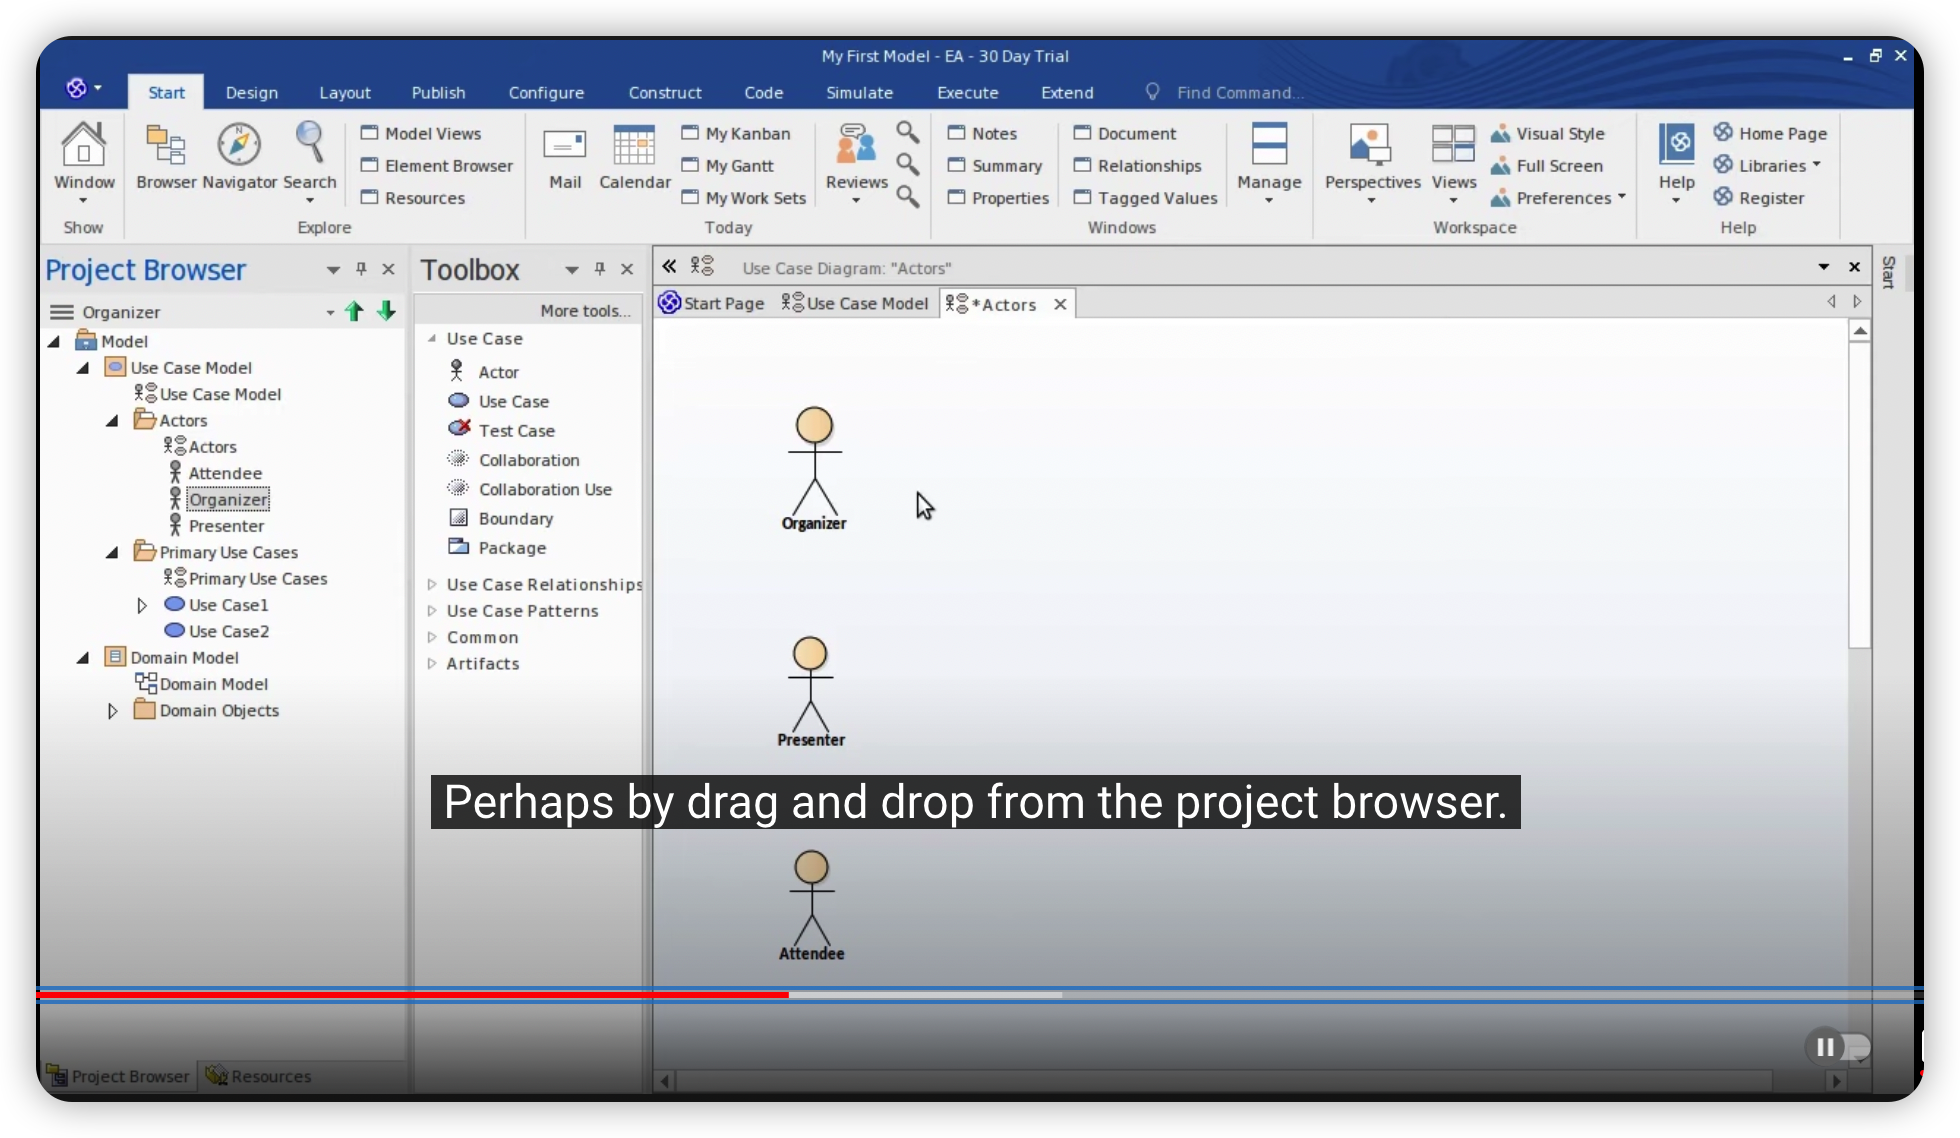 My First Model - EA - 30 Day Trial
Start Design Layout Publish Configure Construct Code Simulate Execute Extend Find Command...
Window
Show
Browser Navigator Search
Model Views
Element Browser
Resources
Explore
Mail Calendar
My Kanban
My Gantt
My Work Sets
Reviews
Today
Notes
Summary
Properties
Document
Relationships
Tagged Values
Manage
Windows
Perspectives Views
Visual Style
Full Screen
Preferences
Workspace
Help
Home Page
Libraries
Register
Help
Project Browser
Organizer
Model
Use Case Model
Use Case Model
Actors
Actors
Attendee
Organizer
Presenter
Primary Use Cases
Primary Use Cases
Use Case1
Use Case2
Domain Model
Domain Model
Domain Objects
Project Browser Resources
Toolbox
More tools...
Use Case
Actor
Use Case
Test Case
Collaboration
Collaboration Use
Boundary
Package
Use Case Relationships
Use Case Patterns
Common
Artifacts
Use Case Diagram: "Actors"
Start Page Use Case Model *Actors
Start
Organizer
Presenter
Perhaps by drag and drop from the project browser.
Attendee